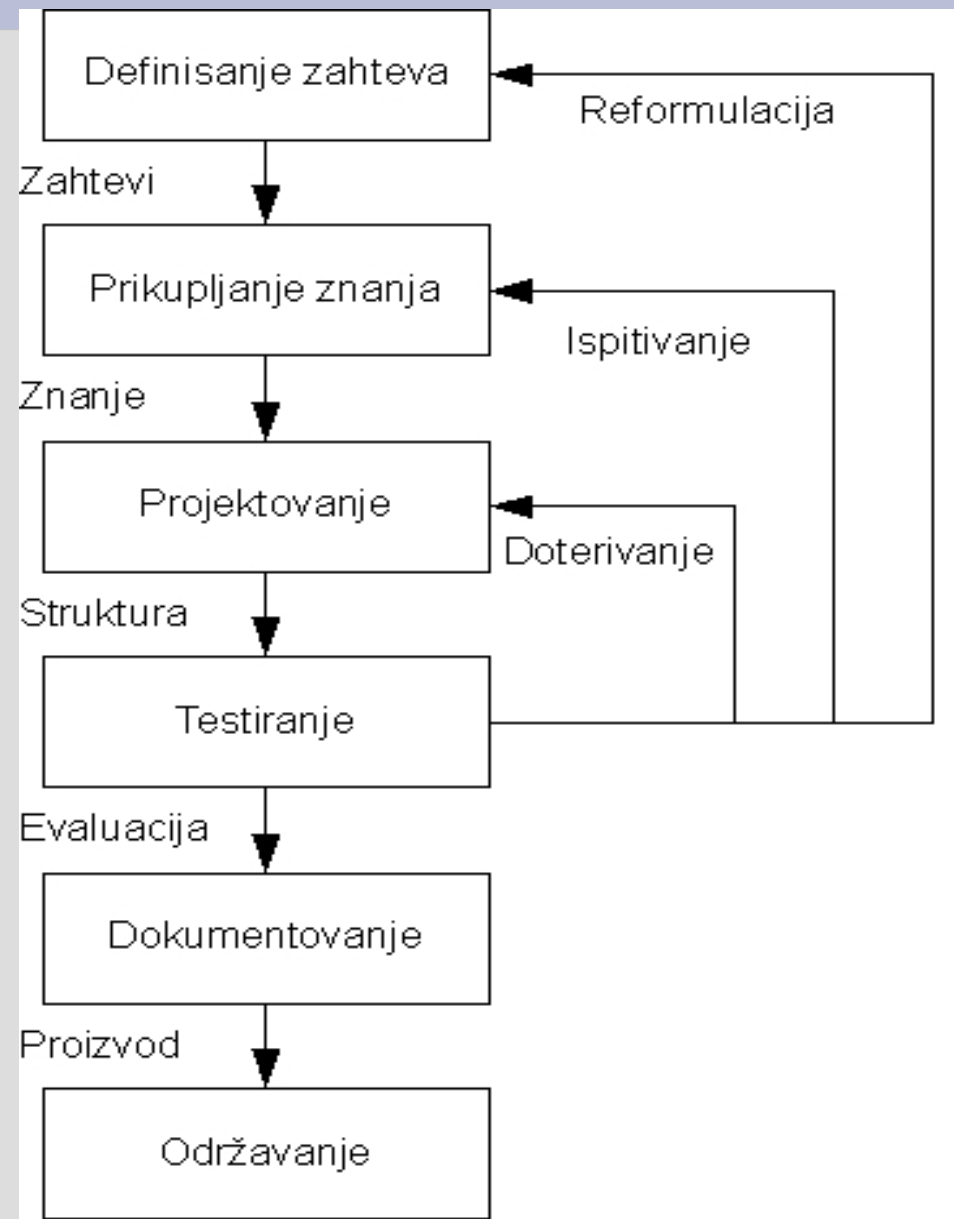 Definisanje zahteva
Reformulacija
Zahtevi
Prikupljanje znanja
Ispitivanje
Znanje
Projektovanje
Doterivanje
Struktura
Testiranje
Evaluacija
Dokumentovanje
Proizvod
Održavanje